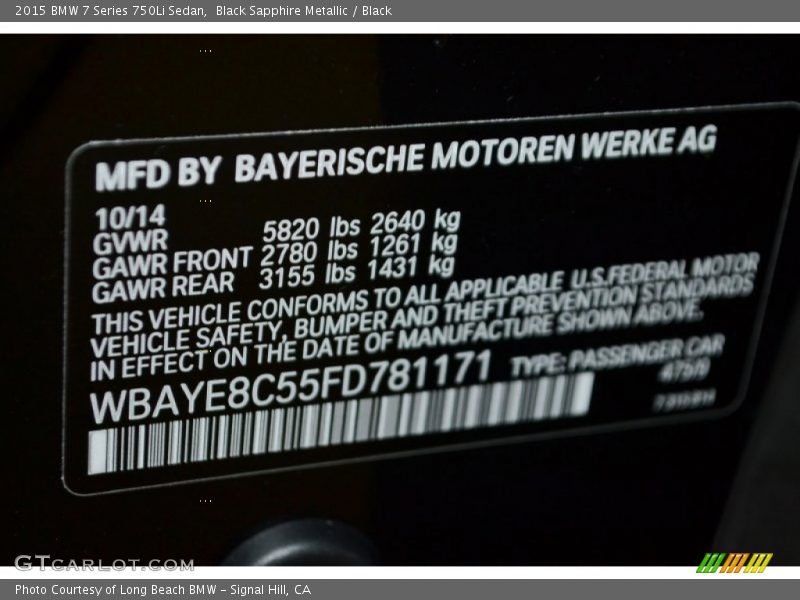 2015 BMW 7 Series 750Li Sedan,  Black Sapphire Metallic / Black
MFD BY BAYERISCHE MOTOREN WERKE AG
10/14
GVWR 5820 lbs 2640 kg
GAWR FRONT 2780 lbs 1261 kg
GAWR REAR 3155 lbs 1431 kg
THIS VEHICLE CONFORMS TO ALL APPLICABLE U.S.FEDERAL MOTOR
VEHICLE SAFETY, BUMPER AND THEFT PREVENTION STANDARDS
IN EFFECT ON THE DATE OF MANUFACTURE SHOWN ABOVE.
WBAYE8C55FD781171 TYPE: PASSENGER CAR
GTCARLOT.COM
Photo Courtesy of Long Beach BMW – Signal Hill, CA